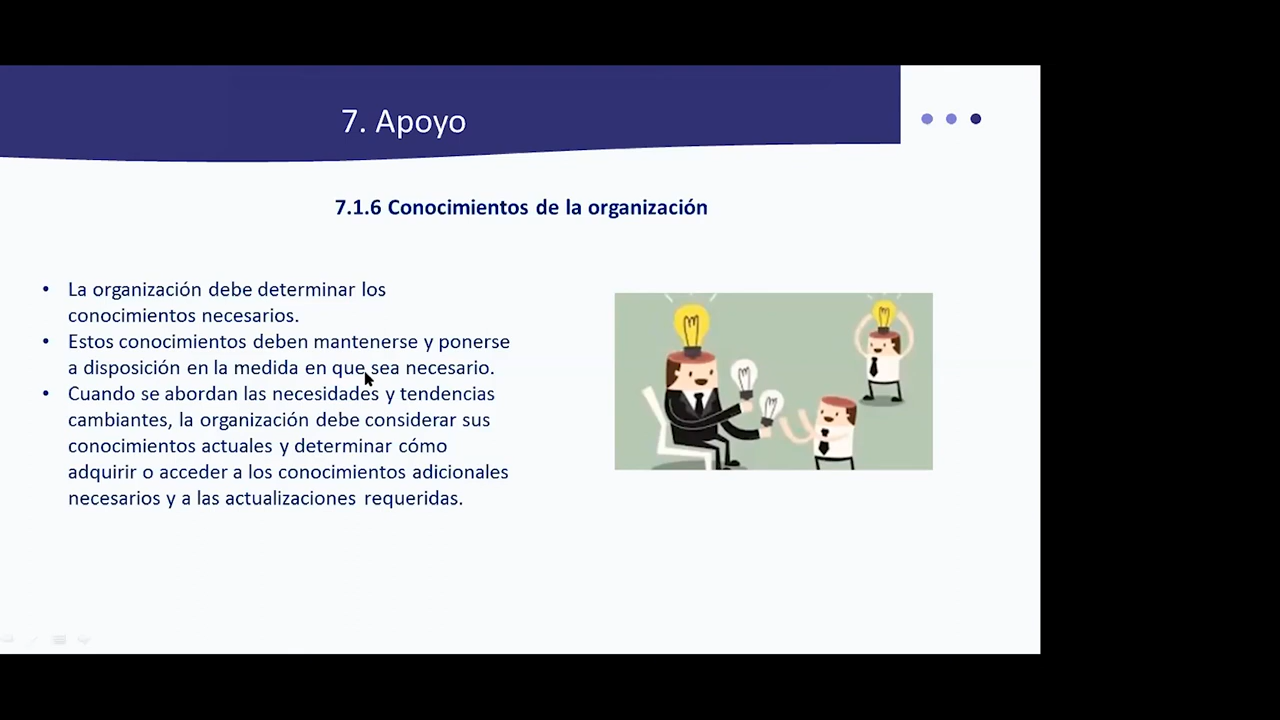 7. Apoyo
7.1.6 Conocimientos de la organización
• La organización debe determinar los
conocimientos necesarios.
• Estos conocimientos deben mantenerse y ponerse
a disposición en la medida en que sea necesario.
• Cuando se abordan las necesidades y tendencias
cambiantes, la organización debe considerar sus
conocimientos actuales y determinar cómo
adquirir o acceder a los conocimientos adicionales
necesarios y a las actualizaciones requeridas.